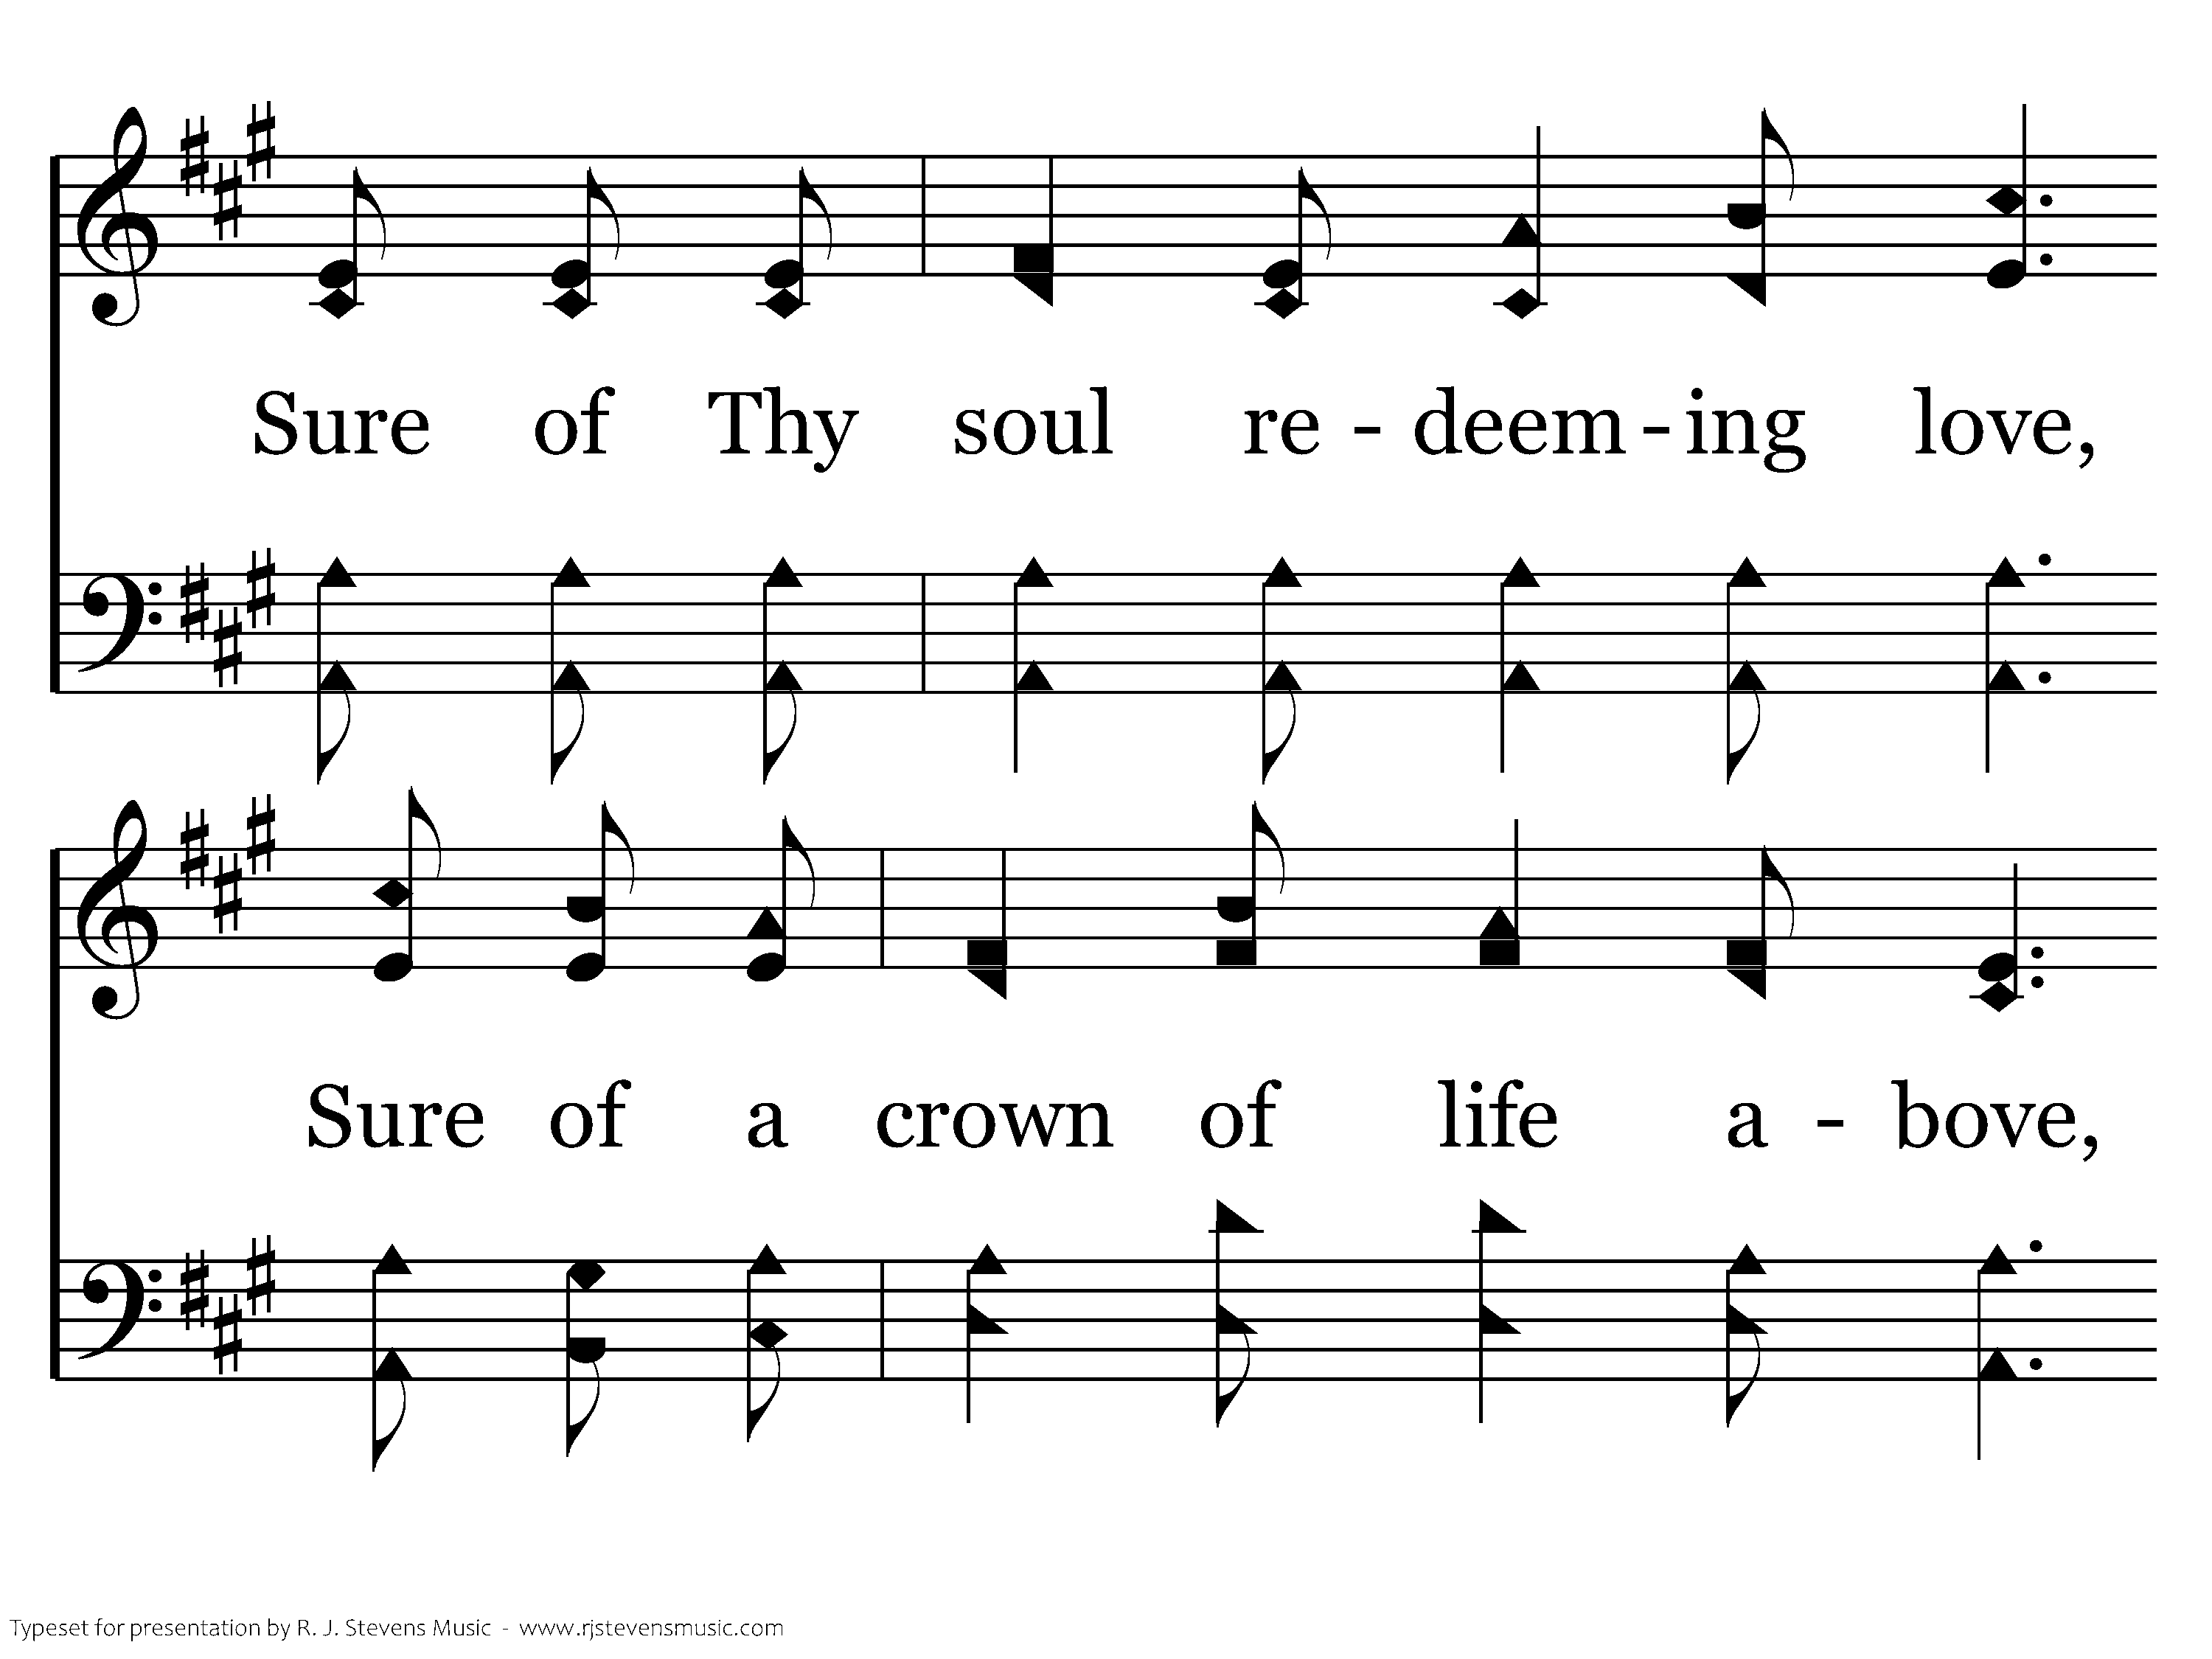 Sure of Thy soul re - deem - ing love,
Sure of a crown of life a - bove,
Typeset for presentation by R. J. Stevens Music - www.rjstevensmusic.com